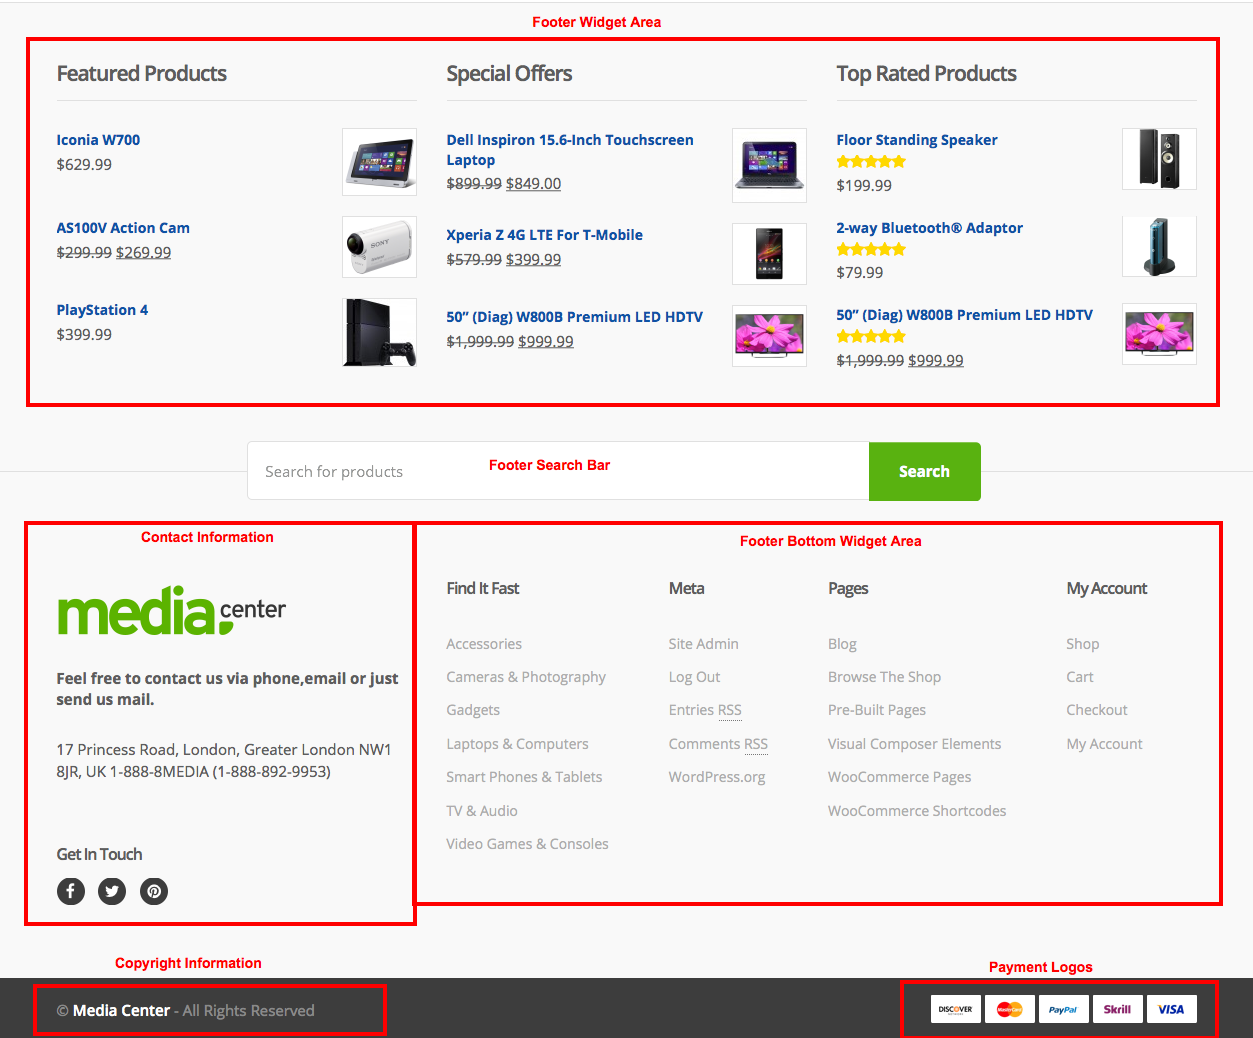 Footer Widget Area
Featured Products
Iconia W700
$629.99
AS100V Action Cam
$299.99 $269.99
SONY
PlayStation 4
$399.99
Special Offers
Dell Inspiron 15.6-Inch Touchscreen
Laptop
$899.99 $849.00
Xperia Z 4G LTE For T-Mobile
$579.99 $399.99
50” (Diag) W800B Premium LED HDTV
$1,999.99 $999.99
Top Rated Products
Floor Standing Speaker
$199.99
2-way Bluetooth® Adaptor
$79.99
50” (Diag) W800B Premium LED HDTV
$1,999.99 $999.99
Search for products
Footer Search Bar
Search
Contact Information
media center
Feel free to contact us via phone,email or just
send us mail.
17 Princess Road, London, Greater London NW1
8JR, UK 1-888-8MEDIA (1-888-892-9953)
Get In Touch
Footer Bottom Widget Area
Find It Fast
Accessories
Cameras & Photography
Gadgets
Laptops & Computers
Smart Phones & Tablets
TV & Audio
Video Games & Consoles
Meta
Site Admin
Log Out
Entries RSS
Comments RSS
WordPress.org
Pages
Blog
Browse The Shop
Pre-Built Pages
Visual Composer Elements
WooCommerce Pages
WooCommerce Shortcodes
My Account
Shop
Cart
Checkout
My Account
Copyright Information
© Media Center - All Rights Reserved
Payment Logos
DISCOVER
MasterCard
PayPal
Skrill
VISA